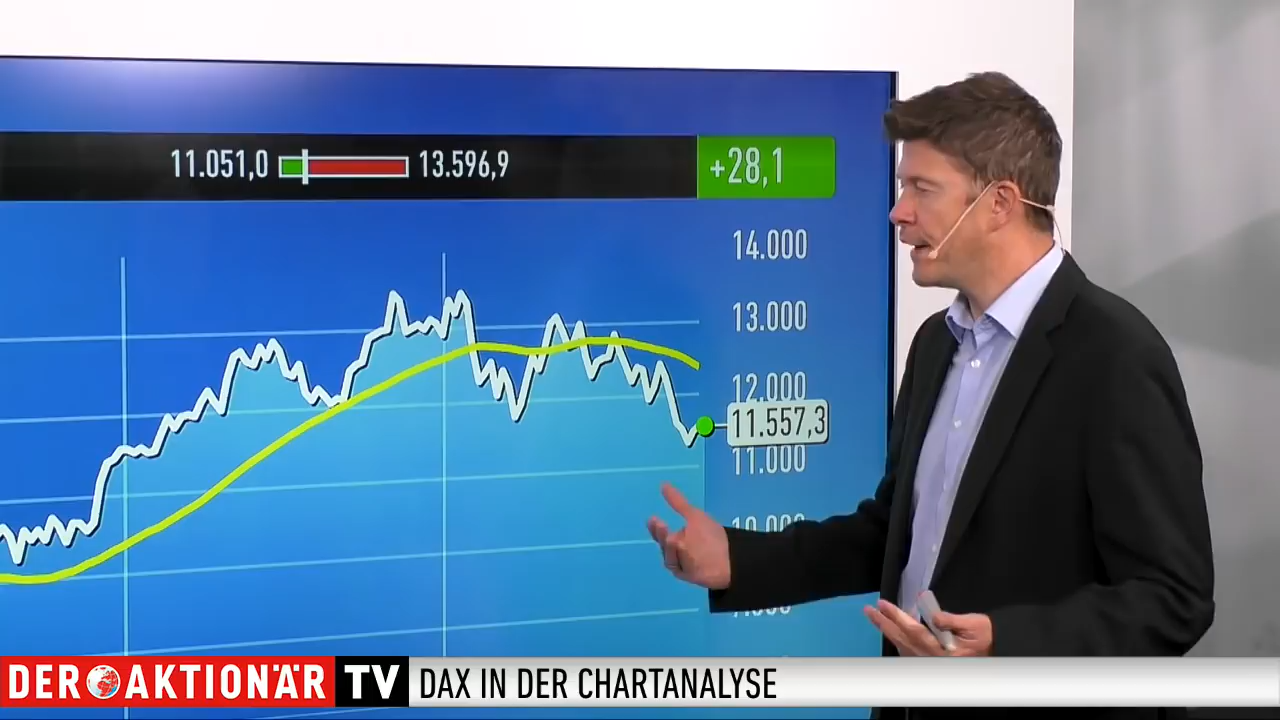 11.051,0 13.596,9 +28,1
14.000
13.000
12.000
11.557,3
11.000
DER AKTIONÄR TV DAX IN DER CHARTANALYSE